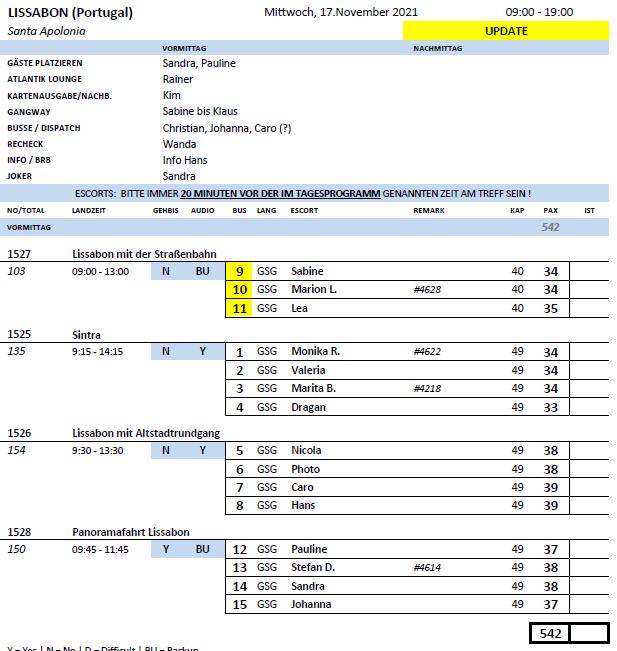 LISSABON (Portugal) Mittwoch, 17.November 2021 09:00 - 19:00
Santa Apolonia UPDATE
VORMITTAG NACHMITTAG
GÄSTE PLATZIEREN Sandra, Pauline
ATLANTIK LOUNGE Rainer
KARTENAUSGABE/NACHB. Kim
GANGWAY Sabine bis Klaus
BUSSE / DISPATCH Christian, Johanna, Caro (?)
RECHECK Wanda
INFO / BRB Info Hans
JOKER Sandra
ESCORTS: BITTE IMMER 20 MINUTEN VOR DER IM TAGESPROGRAMM GENANNTEN ZEIT AM TREFF SEIN !
NO/TOTAL LANDZEIT GEHBIS AUDIO BUS LANG ESCORT REMARK KAP PAX IST
VORMITTAG 542
1527 Lissabon mit der Straßenbahn
103 09:00 - 13:00 N BU 9 GSG Sabine 40 34
10 GSG Marion L. #4628 40 34
11 GSG Lea 40 35
1525 Sintra
135 9:15 - 14:15 N Y 1 GSG Monika R. #4622 49 34
2 GSG Valeria 49 34
3 GSG Marita B. #4218 49 34
4 GSG Dragan 49 33
1526 Lissabon mit Altstadtrundgang
154 9:30 - 13:30 N Y 5 GSG Nicola 49 38
6 GSG Photo 49 38
7 GSG Caro 49 39
8 GSG Hans 49 39
1528 Panoramafahrt Lissabon
150 09:45 - 11:45 Y BU 12 GSG Pauline 49 37
13 GSG Stefan D. #4614 49 38
14 GSG Sandra 49 38
15 GSG Johanna 49 37
542
Y = Yes | N = No | D = Difficult | BU = Backup